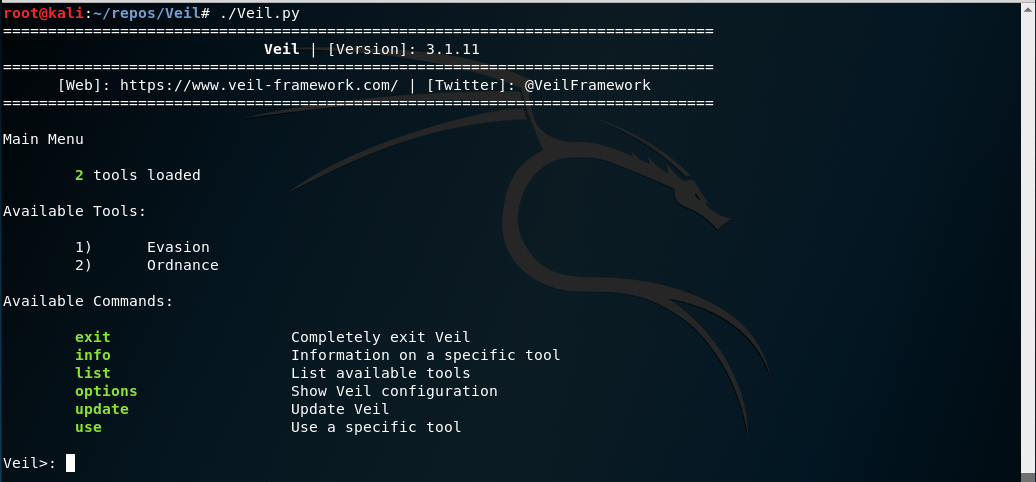 root@kali:~/repos/Veil# ./Veil.py
===============================================================================
Veil | [Version]: 3.1.11
===============================================================================
[Web]: https://www.veil-framework.com/ | [Twitter]: @VeilFramework
===============================================================================
Main Menu
2 tools loaded
Available Tools:
1) Evasion
2) Ordnance
Available Commands:
exit Completely exit Veil
info Information on a specific tool
list List available tools
options Show Veil configuration
update Update Veil
use Use a specific tool
Veil>: